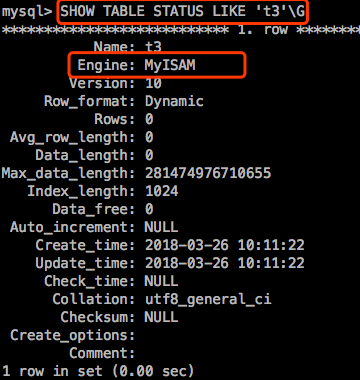 mysql> SHOW TABLE STATUS LIKE 't3'\G
*************************** 1. row ********
Name: t3
Engine: MyISAM
Version: 10
Row_format: Dynamic
Rows: 0
Avg_row_length: 0
Data_length: 0
Max_data_length: 281474976710655
Index_length: 1024
Data_free: 0
Auto_increment: NULL
Create_time: 2018-03-26 10:11:22
Update_time: 2018-03-26 10:11:22
Check_time: NULL
Collation: utf8_general_ci
Checksum: NULL
Create_options:
Comment:
1 row in set (0.00 sec)